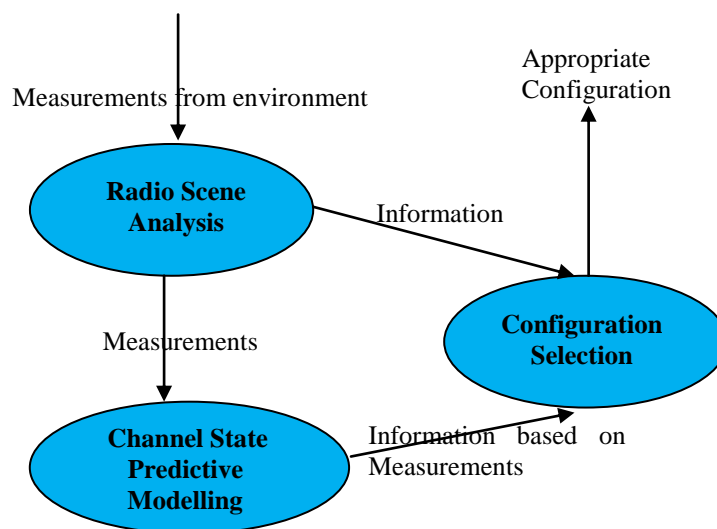 Appropriate
Configuration
Measurements from environment
Radio Scene
Analysis
Information
Configuration
Selection
Measurements
Channel State
Predictive
Modelling
Information based on
Measurements